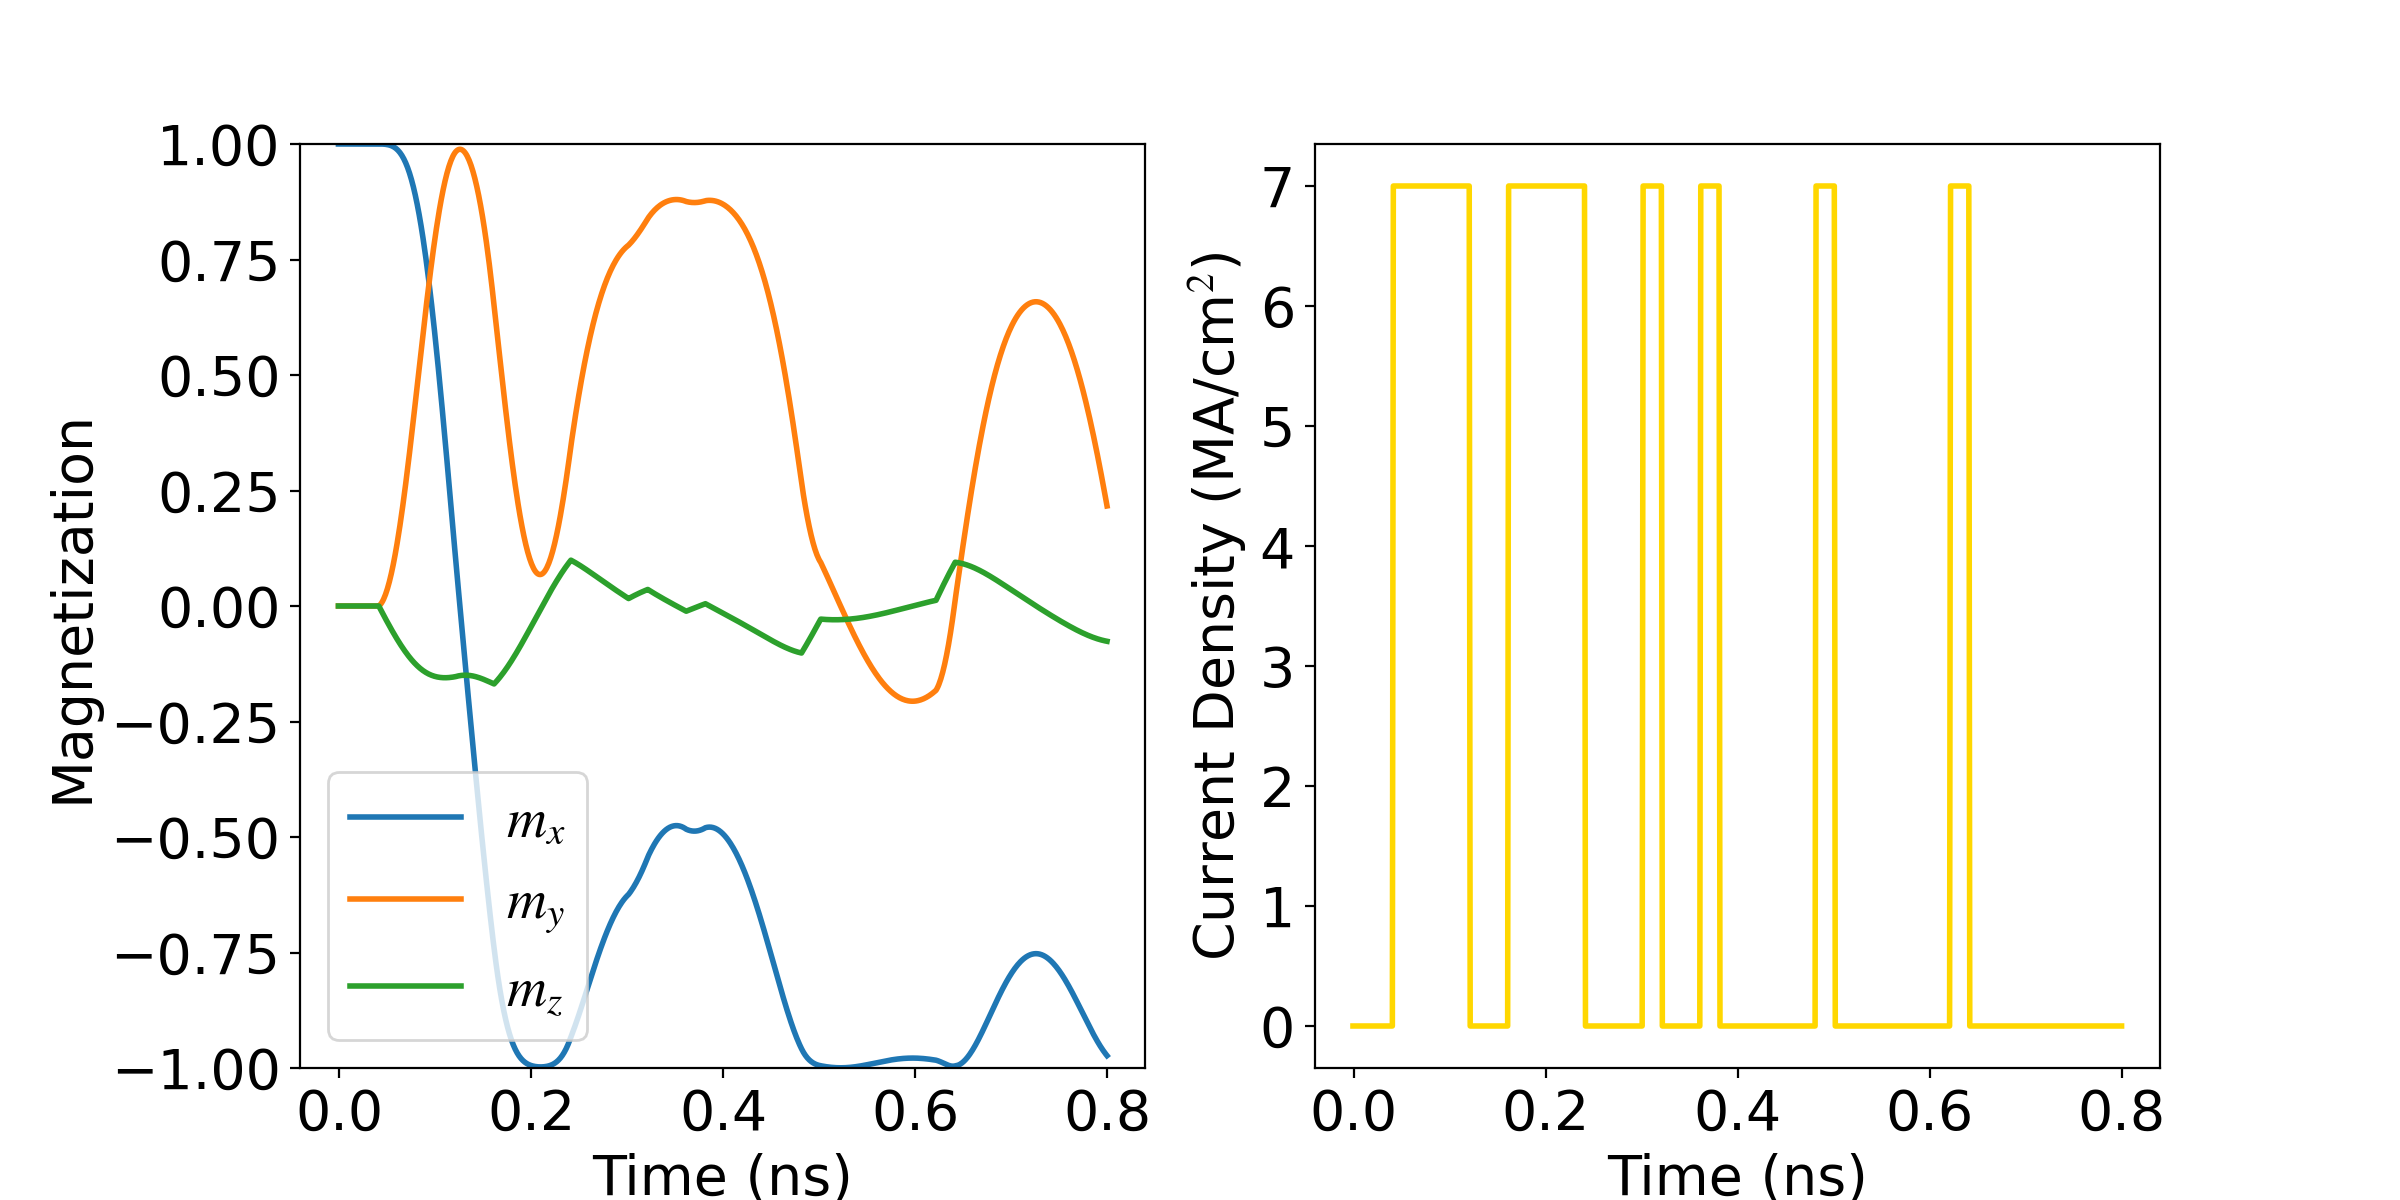 Magnetization
1.00
0.75
0.50
0.25
0.00
−0.25
−0.50
−0.75
−1.00
m_x
m_y
m_z
0.0 0.2 0.4 0.6 0.8
Time (ns)
Current Density (MA/cm²)
7
6
5
4
3
2
1
0
0.0 0.2 0.4 0.6 0.8
Time (ns)